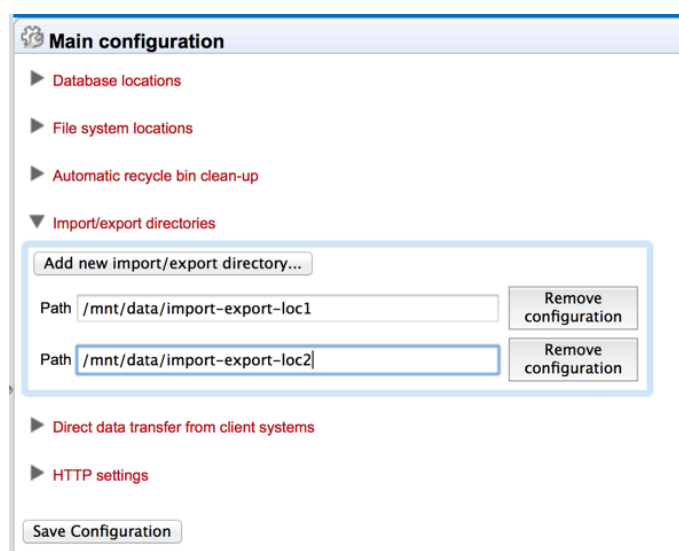 Main configuration
Database locations
File system locations
Automatic recycle bin clean-up
Import/export directories
Add new import/export directory...
Path /mnt/data/import-export-loc1 Remove configuration
Path /mnt/data/import-export-loc2 Remove configuration
Direct data transfer from client systems
HTTP settings
Save Configuration